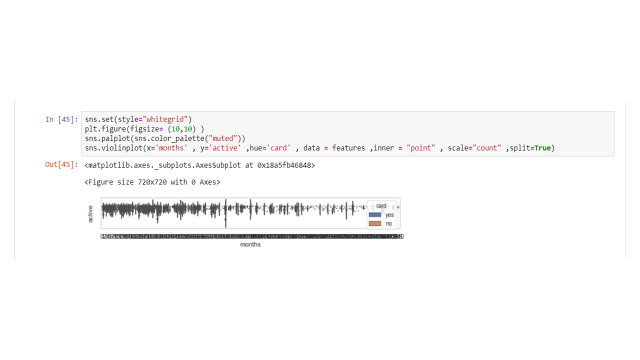 In [45]: sns.set(style="whitegrid")
plt.figure(figsize= (10,10) )
sns.palplot(sns.color_palette("muted"))
sns.violinplot(x='months' , y='active' ,hue='card' , data = features ,inner = "point" , scale="count" ,split=True)
Out[45]: <matplotlib.axes._subplots.AxesSubplot at 0x18a5fb46848>
<Figure size 720x720 with 0 Axes>
active
card
yes
no
months